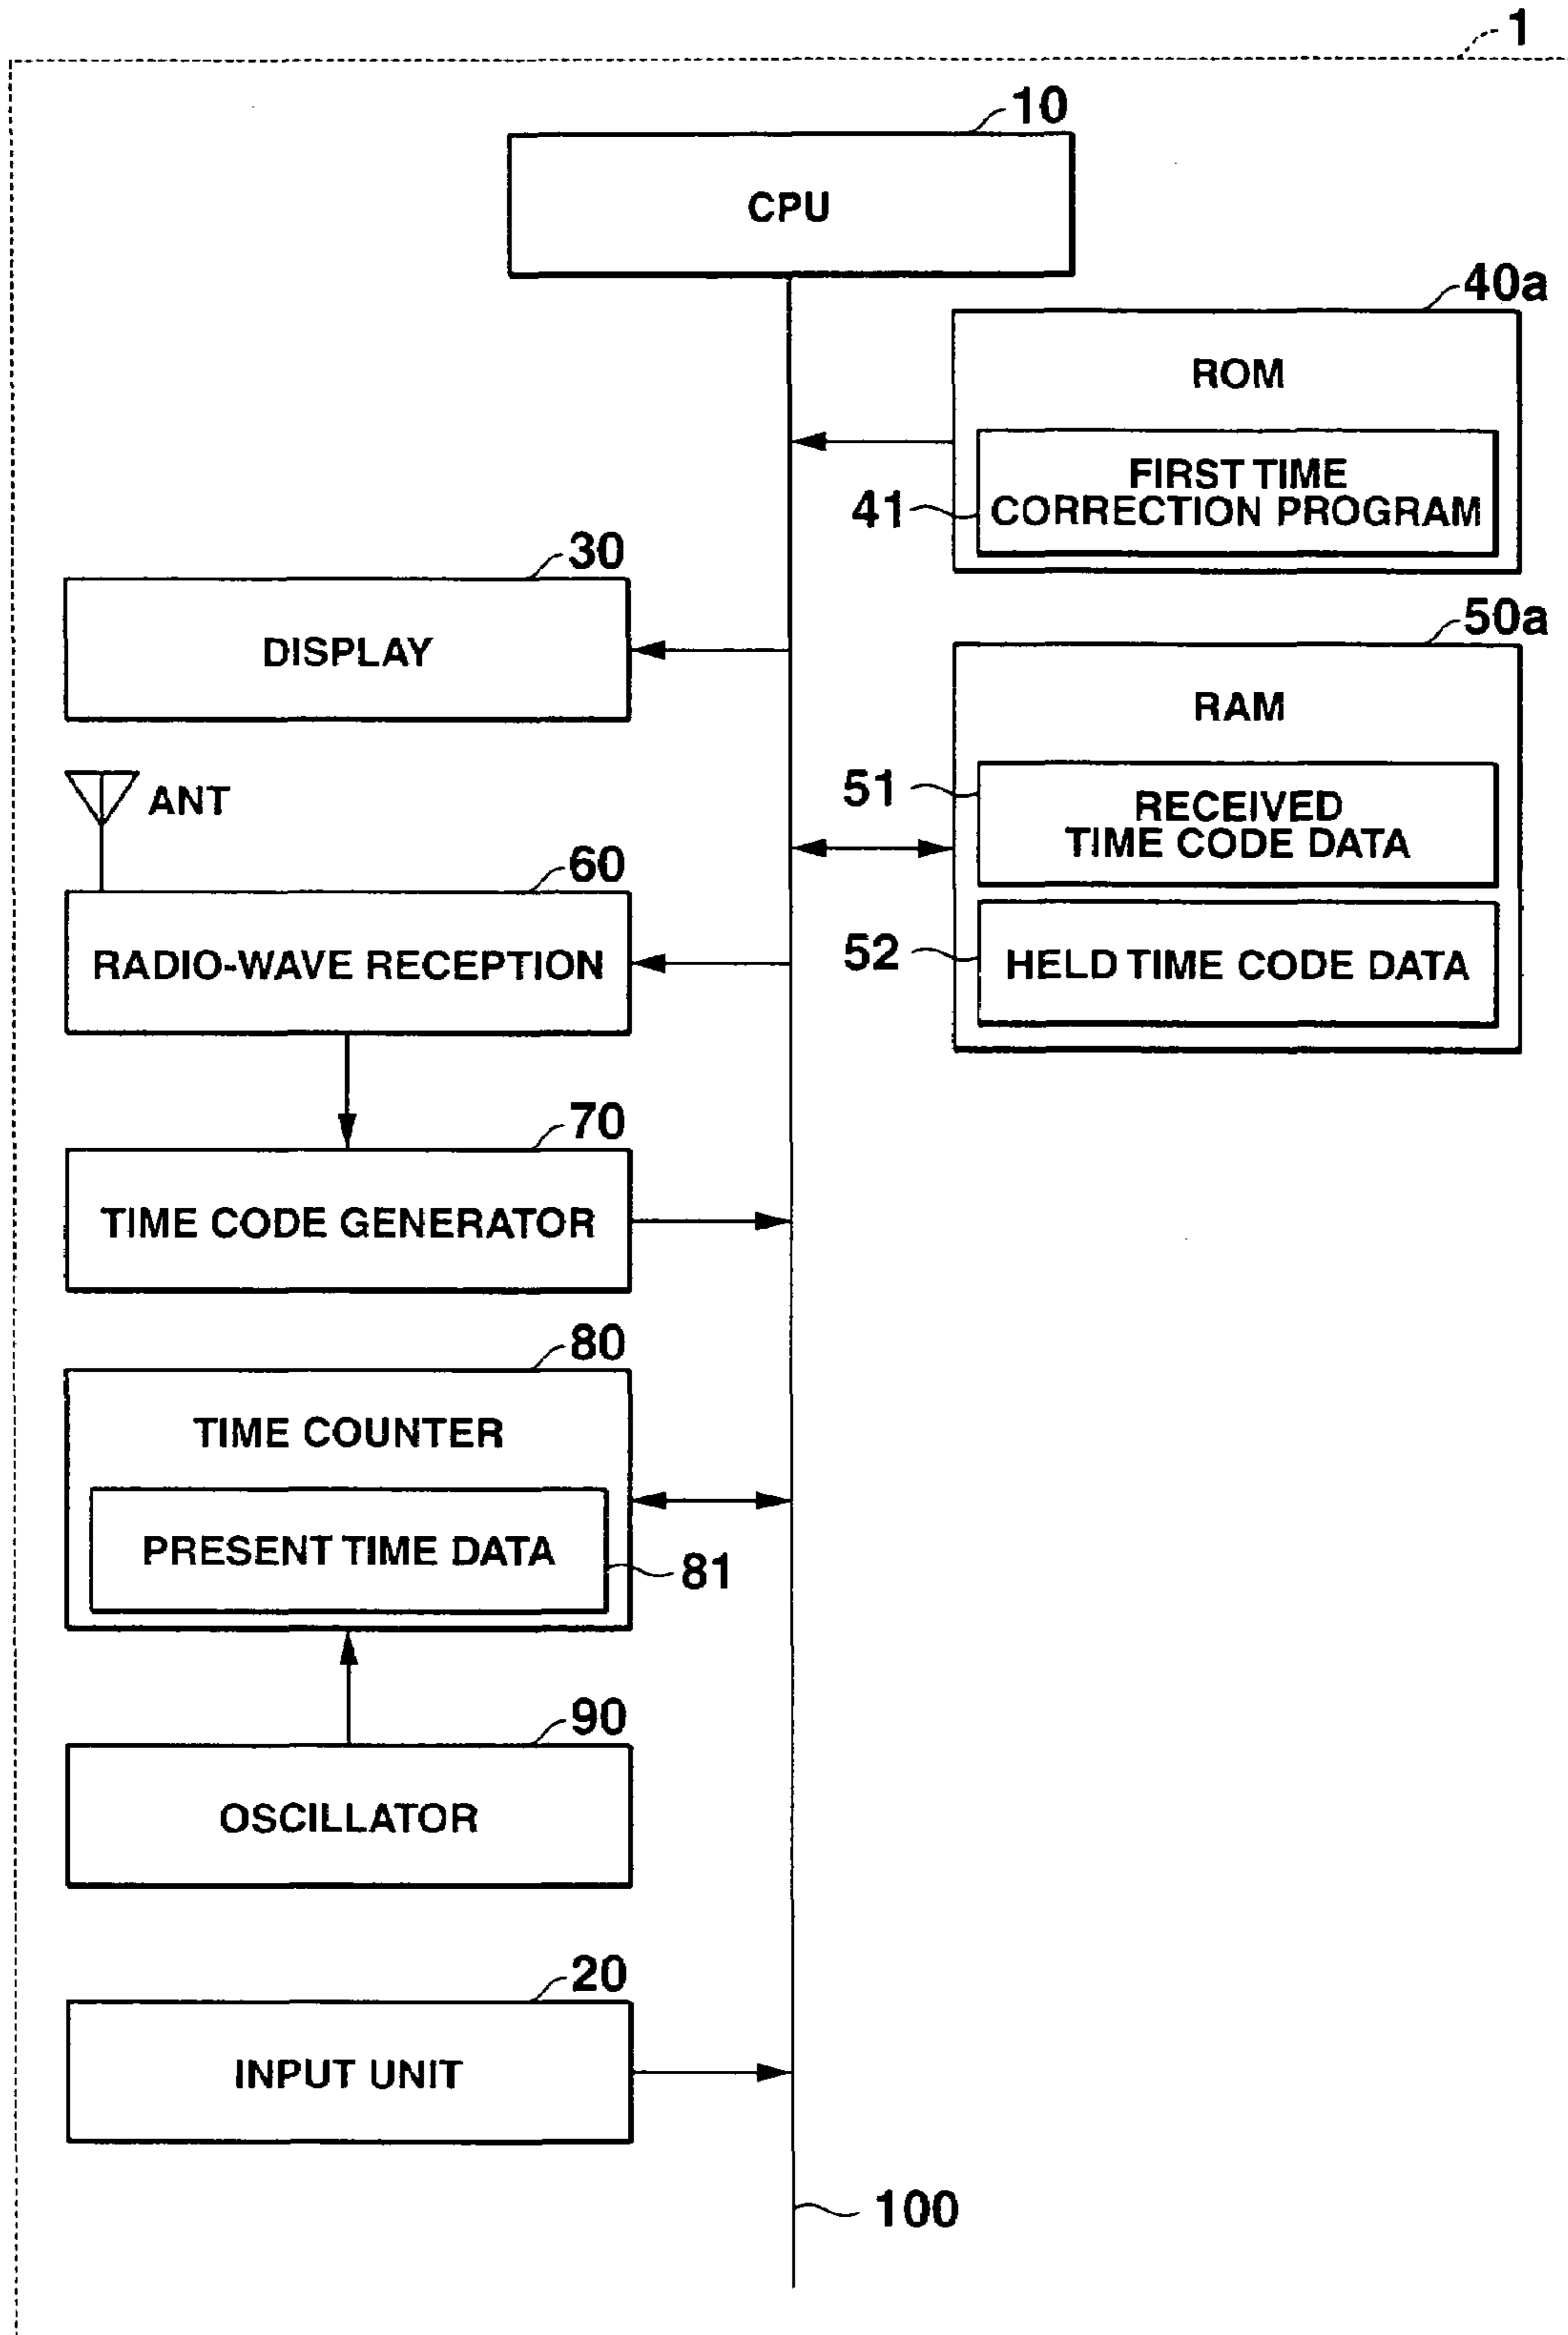 1
10
CPU
40a
ROM
FIRST TIME
CORRECTION PROGRAM
41
30
DISPLAY
50a
RAM
51
RECEIVED
TIME CODE DATA
52
HELD TIME CODE DATA
ANT
60
RADIO-WAVE RECEPTION
70
TIME CODE GENERATOR
80
TIME COUNTER
PRESENT TIME DATA
81
90
OSCILLATOR
20
INPUT UNIT
100